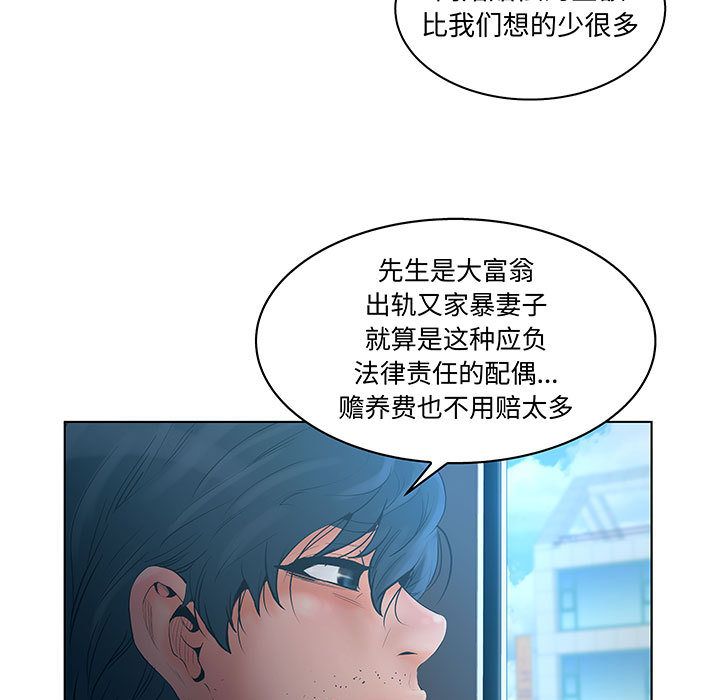 比我们想的少很多
先生是大富翁
出轨又家暴妻子
就算是这种应负
法律责任的配偶...
赡养费也不用赔太多